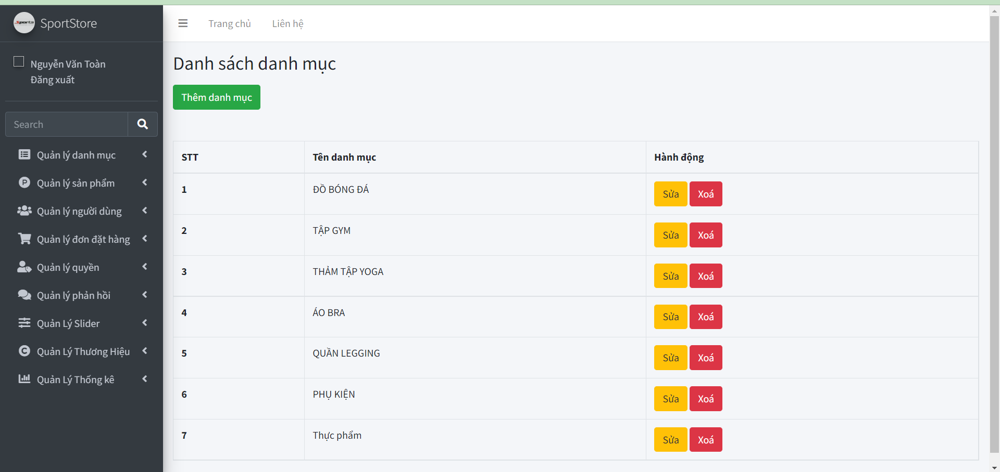 Sports
SportStore
Trang chủ
Liên hệ
Nguyễn Văn Toàn
Đăng xuất
Search
Quản lý danh mục
Quản lý sản phẩm
Quản lý người dùng
Quản lý đơn đặt hàng
Quản lý quyền
Quản lý phản hồi
Quản Lý Slider
Quản Lý Thương Hiệu
Quản Lý Thống kê
Danh sách danh mục
Thêm danh mục
STT Tên danh mục Hành động
1 ĐỒ BÓNG ĐÁ Sửa Xoá
2 TẬP GYM Sửa Xoá
3 THẢM TẬP YOGA Sửa Xoá
4 ÁO BRA Sửa Xoá
5 QUẦN LEGGING Sửa Xoá
6 PHỤ KIỆN Sửa Xoá
7 Thực phẩm Sửa Xoá